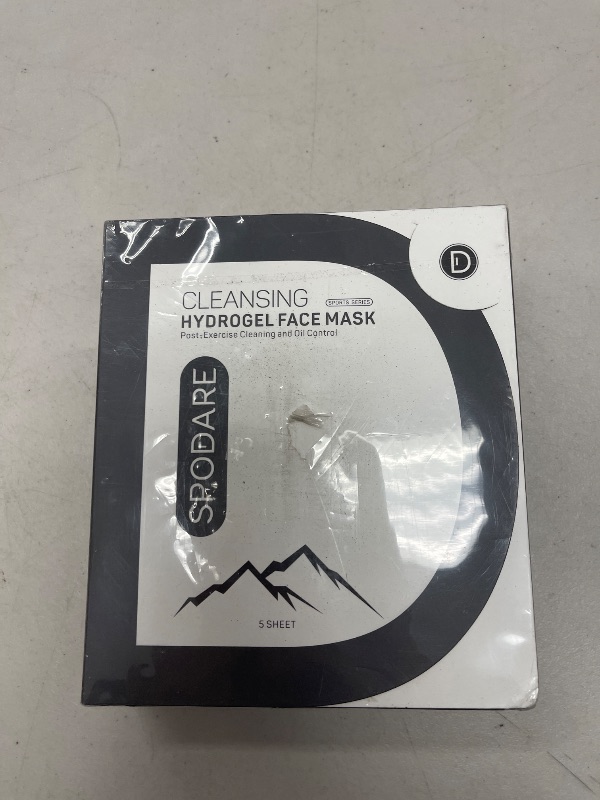 D
CLEANSING
SPORTS SERIES
HYDROGEL FACE MASK
Post-Exercise Cleaning and Oil Control
SPODARE
5 SHEET